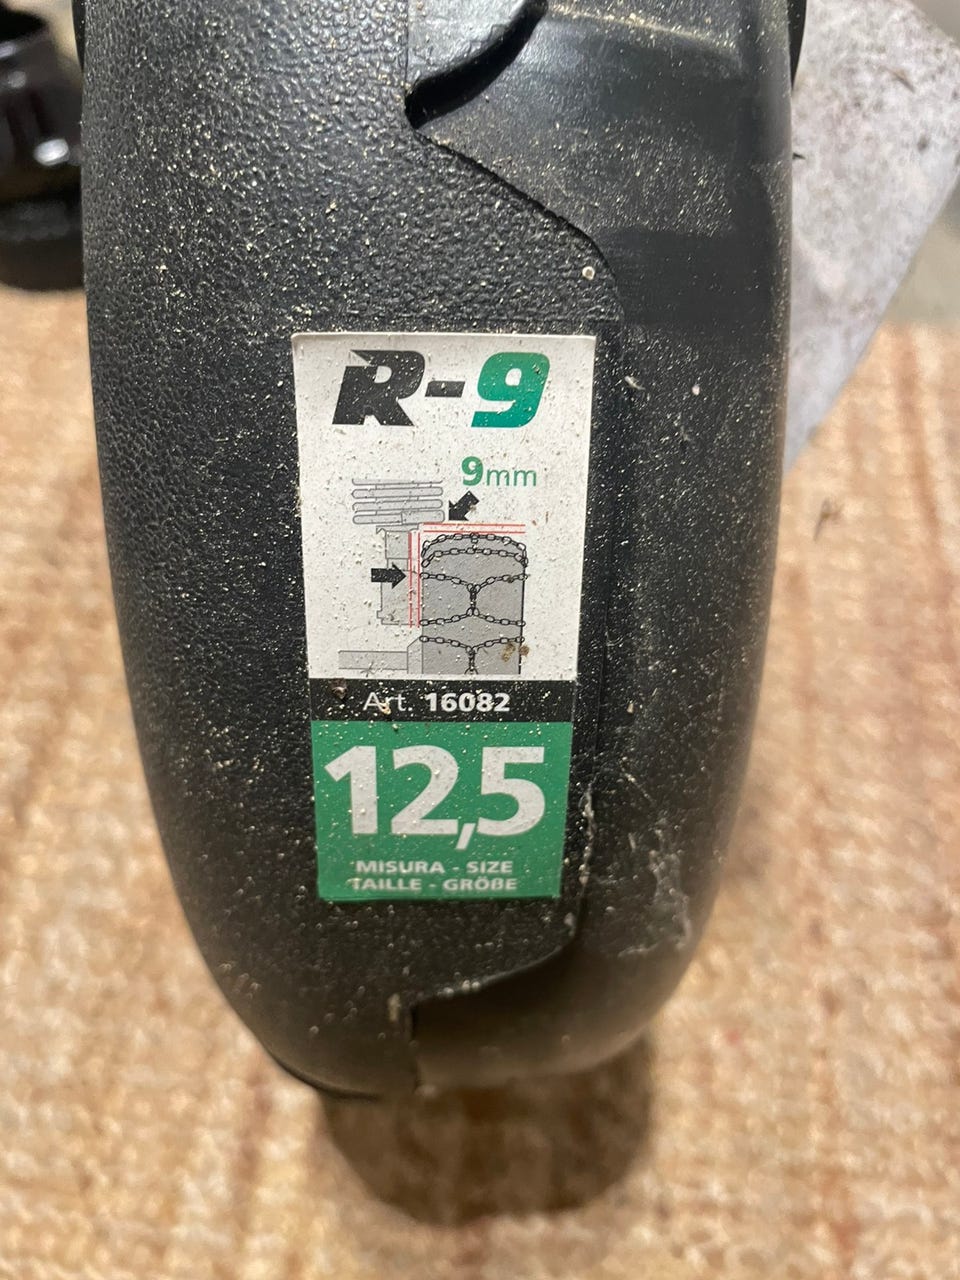 R-9
9mm
Art. 16082
12,5
MISURA - SIZE
TAILLE - GRÖßE